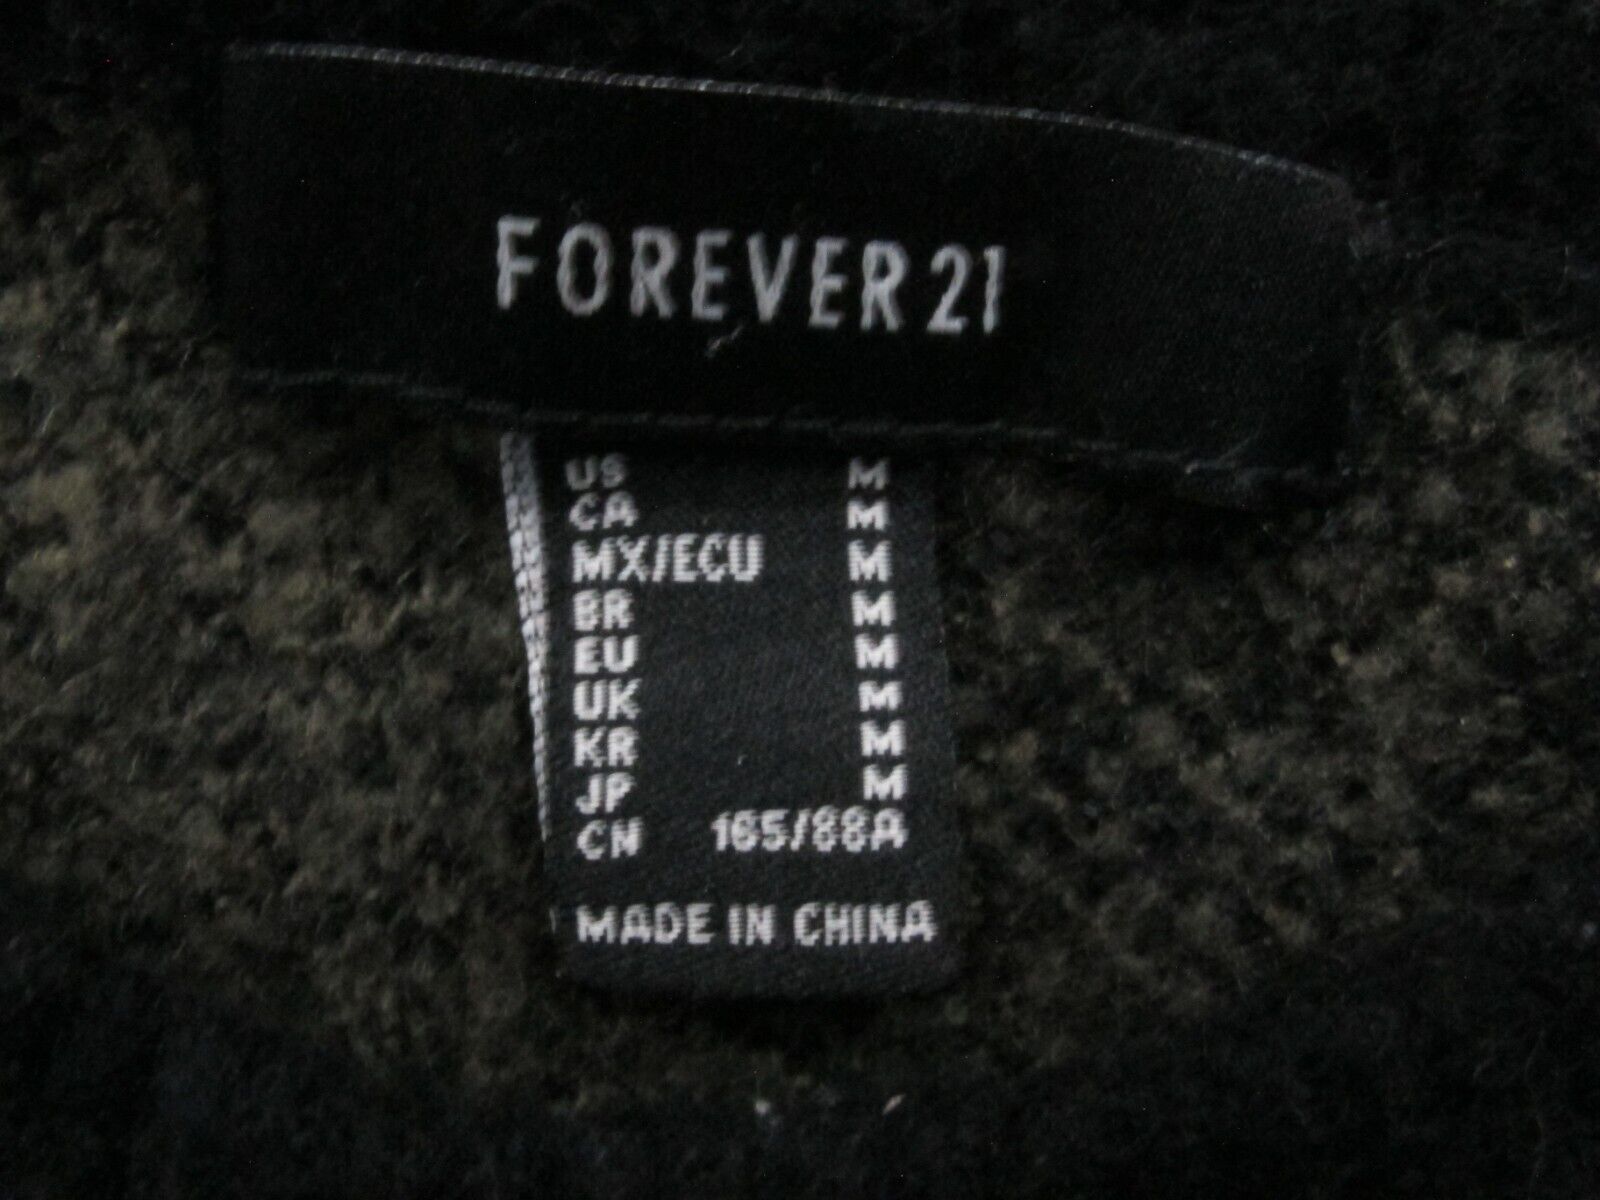 FOREVER 21
US M
CA M
MX/ECU M
BR M
EU M
UK M
KR M
JP M
CN 165/88A
MADE IN CHINA